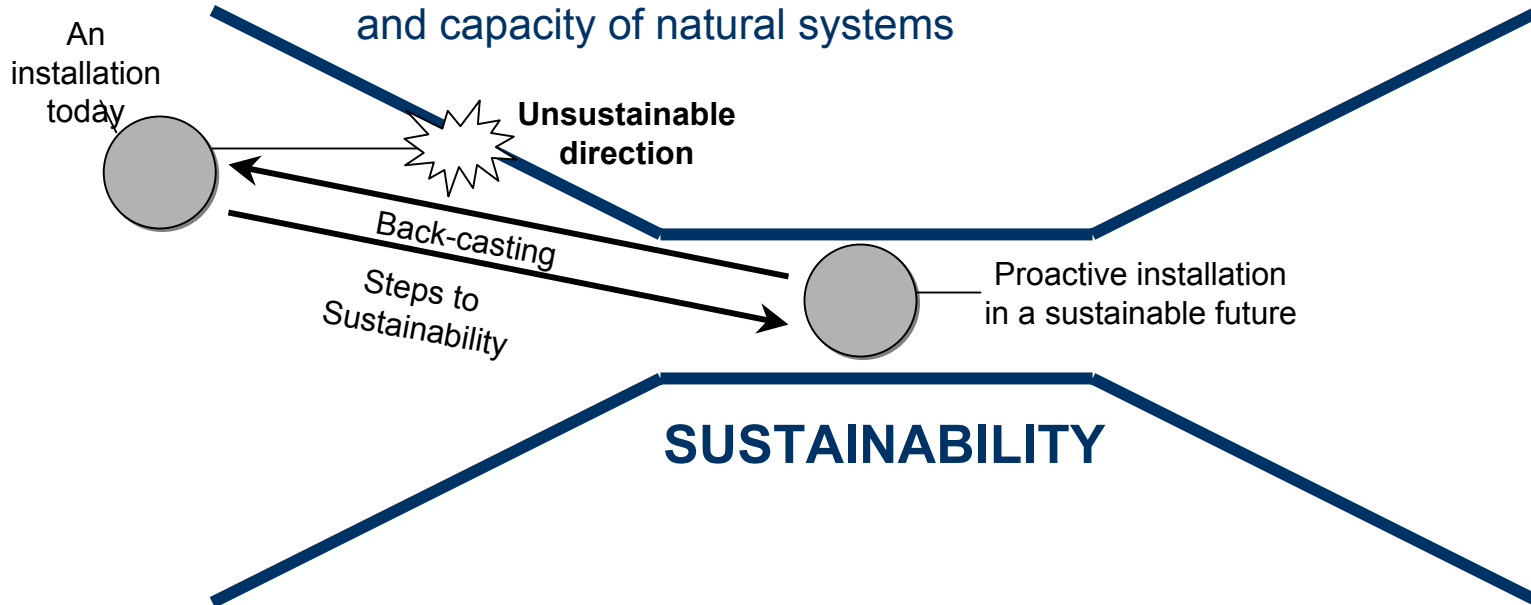 and capacity of natural systems
An
installation
today
Unsustainable
direction
Back-casting
Steps to
Sustainability
Proactive installation
in a sustainable future
SUSTAINABILITY